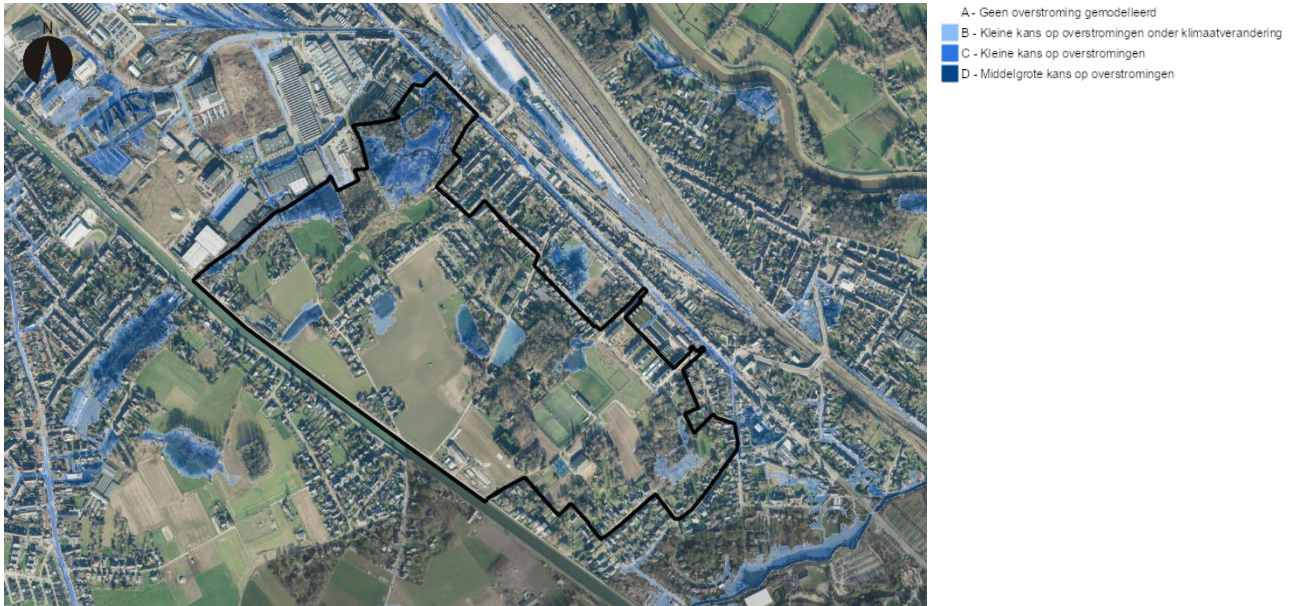 N
A - Geen overstroming gemodelleerd
B - Kleine kans op overstromingen onder klimaatverandering
C - Kleine kans op overstromingen
D - Middelgrote kans op overstromingen